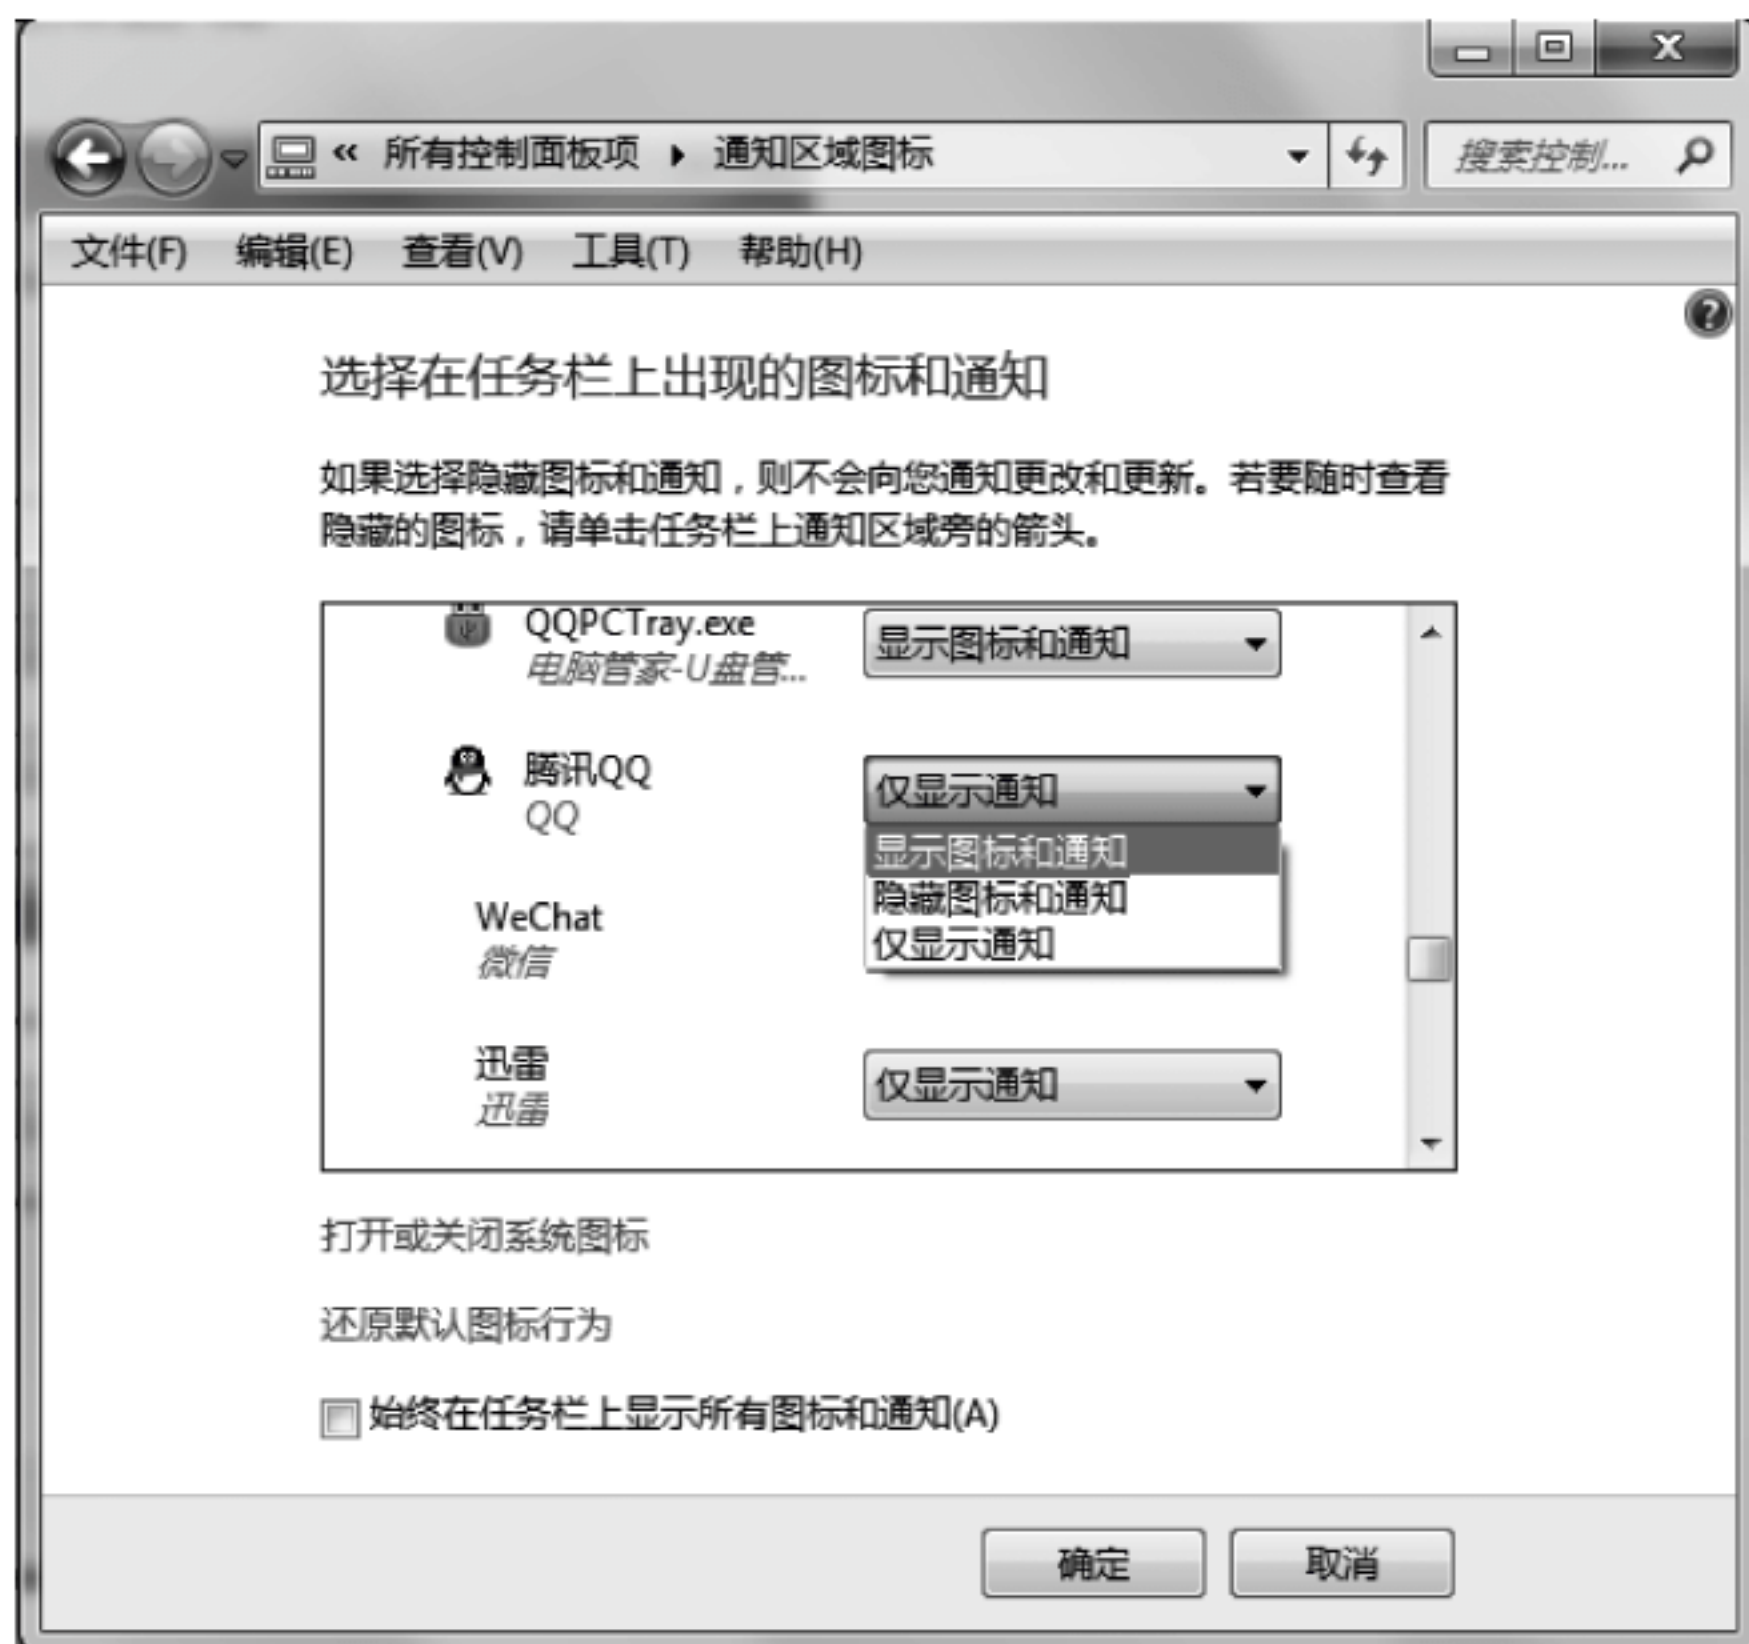 所有控制面板项
通知区域图标
搜索控制...
文件(F) 编辑(E) 查看(V) 工具(T) 帮助(H)
选择在任务栏上出现的图标和通知
如果选择隐藏图标和通知，则不会向您通知更改和更新。若要随时查看
隐藏的图标，请单击任务栏上通知区域旁的箭头。
QQPCTray.exe
电脑管家-U盘管...
显示图标和通知
腾讯QQ
QQ
仅显示通知
显示图标和通知
隐藏图标和通知
仅显示通知
WeChat
微信
迅雷
迅雷
仅显示通知
打开或关闭系统图标
还原默认图标行为
始终在任务栏上显示所有图标和通知(A)
确定
取消